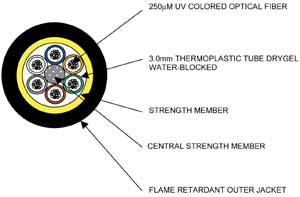 250µM UV COLORED OPTICAL FIBER
3.0mm THERMOPLASTIC TUBE DRYGEL
WATER-BLOCKED
STRENGTH MEMBER
CENTRAL STRENGTH MEMBER
FLAME RETARDANT OUTER JACKET